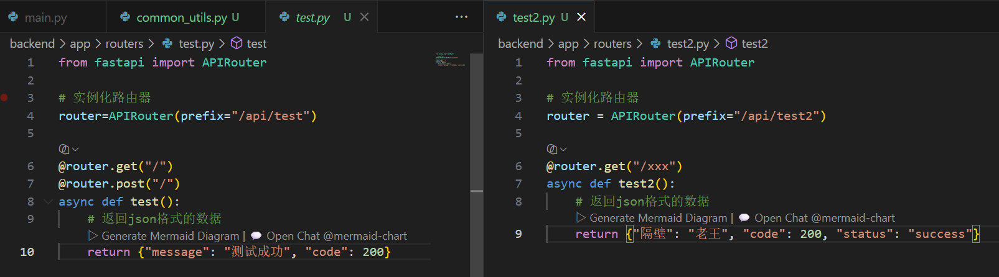 main.py common_utils.py U test.py U ···
backend > app > routers > test.py > test
1 from fastapi import APIRouter
2
3 # 实例化路由器
4 router=APIRouter(prefix="/api/test")
5
6 @router.get("/")
7 @router.post("/")
8 async def test():
9 # 返回json格式的数据
Generate Mermaid Diagram | Open Chat @mermaid-chart
10 return {"message": "测试成功", "code": 200}
test2.py U
backend > app > routers > test2.py > test2
1 from fastapi import APIRouter
2
3 # 实例化路由器
4 router = APIRouter(prefix="/api/test2")
5
6 @router.get("/xxx")
7 async def test2():
8 # 返回json格式的数据
Generate Mermaid Diagram | Open Chat @mermaid-chart
9 return {"隔壁": "老王", "code": 200, "status": "success"}